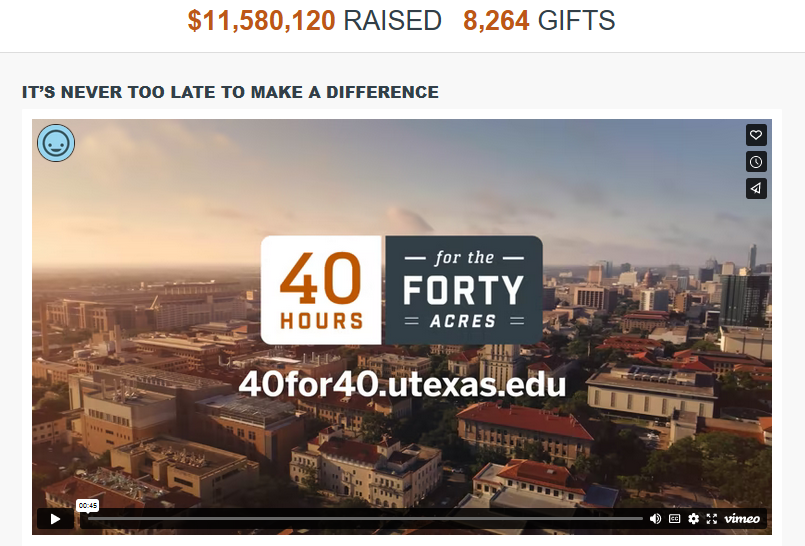 $11,580,120 RAISED 8,264 GIFTS
IT'S NEVER TOO LATE TO MAKE A DIFFERENCE
40
HOURS
for the
FORTY
ACRES
40for40.utexas.edu
00:45
CC
vimeo